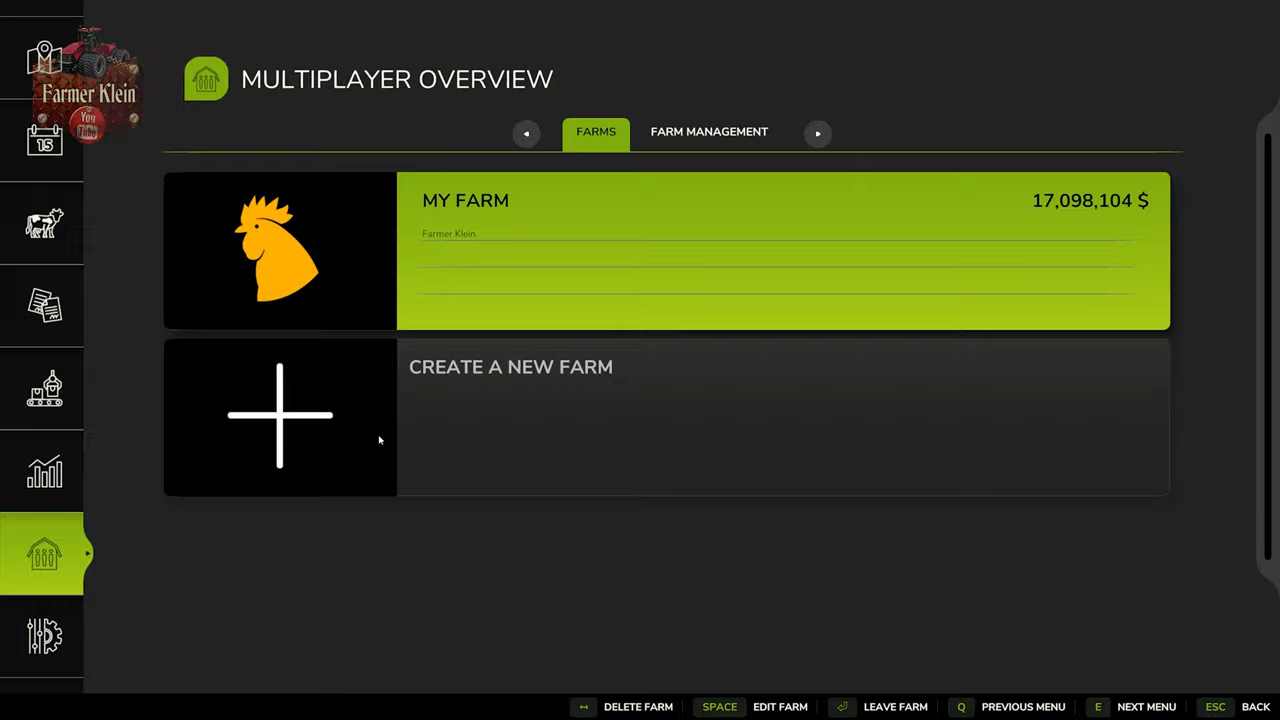 Farmer Klein
You
Tube
15
MULTIPLAYER OVERVIEW
FARMS
FARM MANAGEMENT
MY FARM
17,098,104 $
Farmer Klein
CREATE A NEW FARM
DELETE FARM
SPACE EDIT FARM
LEAVE FARM
Q PREVIOUS MENU
E NEXT MENU
ESC BACK